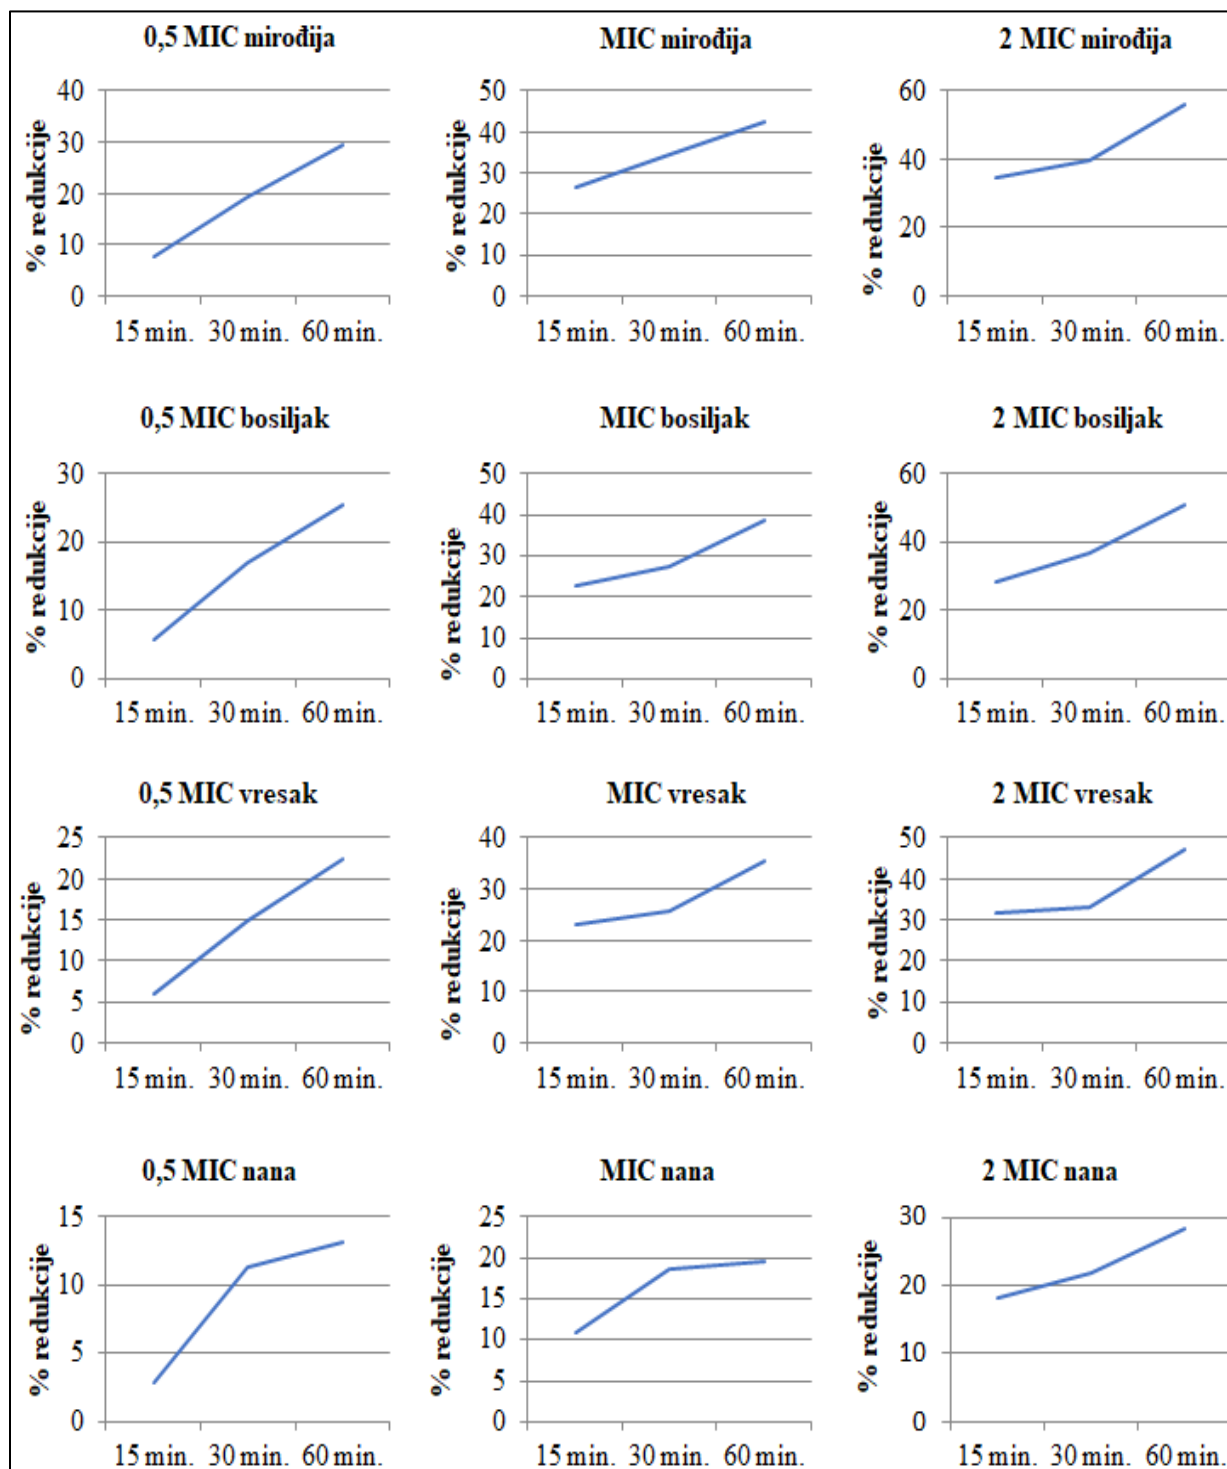 0,5 MIC mirođija
% redukcije
40
30
20
10
0
15 min. 30 min. 60 min.
MIC mirođija
% redukcije
50
40
30
20
10
0
15 min. 30 min. 60 min.
2 MIC mirođija
% redukcije
60
40
20
0
15 min. 30 min. 60 min.
0,5 MIC bosiljak
% redukcije
30
20
10
0
15 min. 30 min. 60 min.
MIC bosiljak
% redukcije
50
40
30
20
10
0
15 min. 30 min. 60 min.
2 MIC bosiljak
% redukcije
60
40
20
0
15 min. 30 min. 60 min.
0,5 MIC vresak
% redukcije
25
20
15
10
5
0
15 min. 30 min. 60 min.
MIC vresak
% redukcije
40
30
20
10
0
15 min. 30 min. 60 min.
2 MIC vresak
% redukcije
50
40
30
20
10
0
15 min. 30 min. 60 min.
0,5 MIC nana
% redukcije
15
10
5
0
15 min. 30 min. 60 min.
MIC nana
% redukcije
25
20
15
10
5
0
15 min. 30 min. 60 min.
2 MIC nana
% redukcije
30
20
10
0
15 min. 30 min. 60 min.